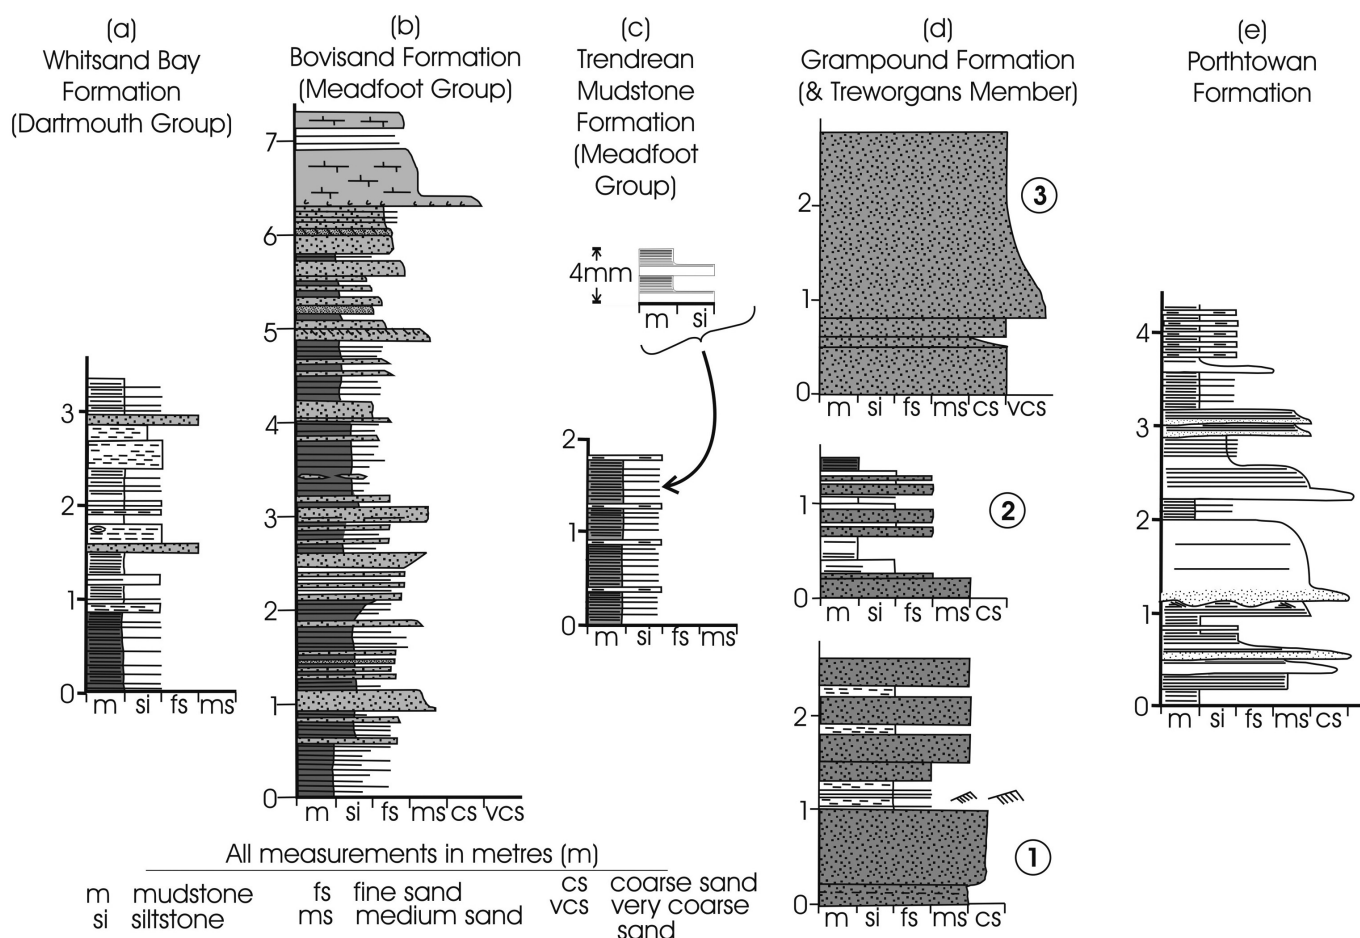 (a)
Whitsand Bay
Formation
(Dartmouth Group)
3
2
1
0
m si fs ms
(b)
Bovisand Formation
(Meadfoot Group)
7
6
5
4
3
2
1
0
m si fs ms cs vcs
(c)
Trendrean
Mudstone
Formation
(Meadfoot
Group)
4mm
m si
2
1
0
m si fs ms
(d)
Grampound Formation
(& Treworgans Member)
3
2
1
0
m si fs ms cs vcs
2
1
0
m si fs ms cs
1
2
1
0
m si fs ms cs
(e)
Porthtowan
Formation
4
3
2
1
0
m si fs ms cs
All measurements in metres (m)
m mudstone
si siltstone
fs fine sand
ms medium sand
cs coarse sand
vcs very coarse
sand